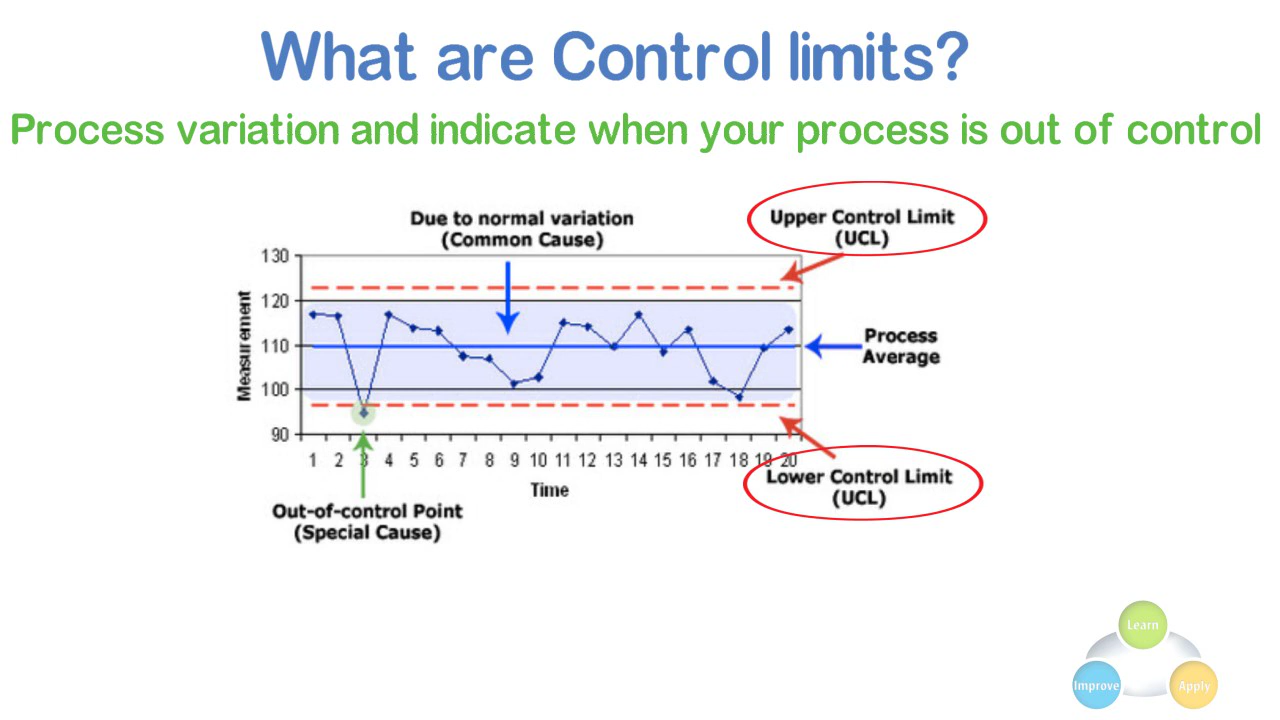 What are Control limits?
Process variation and indicate when your process is out of control
Due to normal variation
(Common Cause)
Upper Control Limit
(UCL)
130
120
110
100
90
Measurement
Process
Average
1 2 3 4 5 6 7 8 9 10 11 12 13 14 15 16 17 18 19 20
Time
Lower Control Limit
(UCL)
Out-of-control Point
(Special Cause)
Learn
Improve
Apply